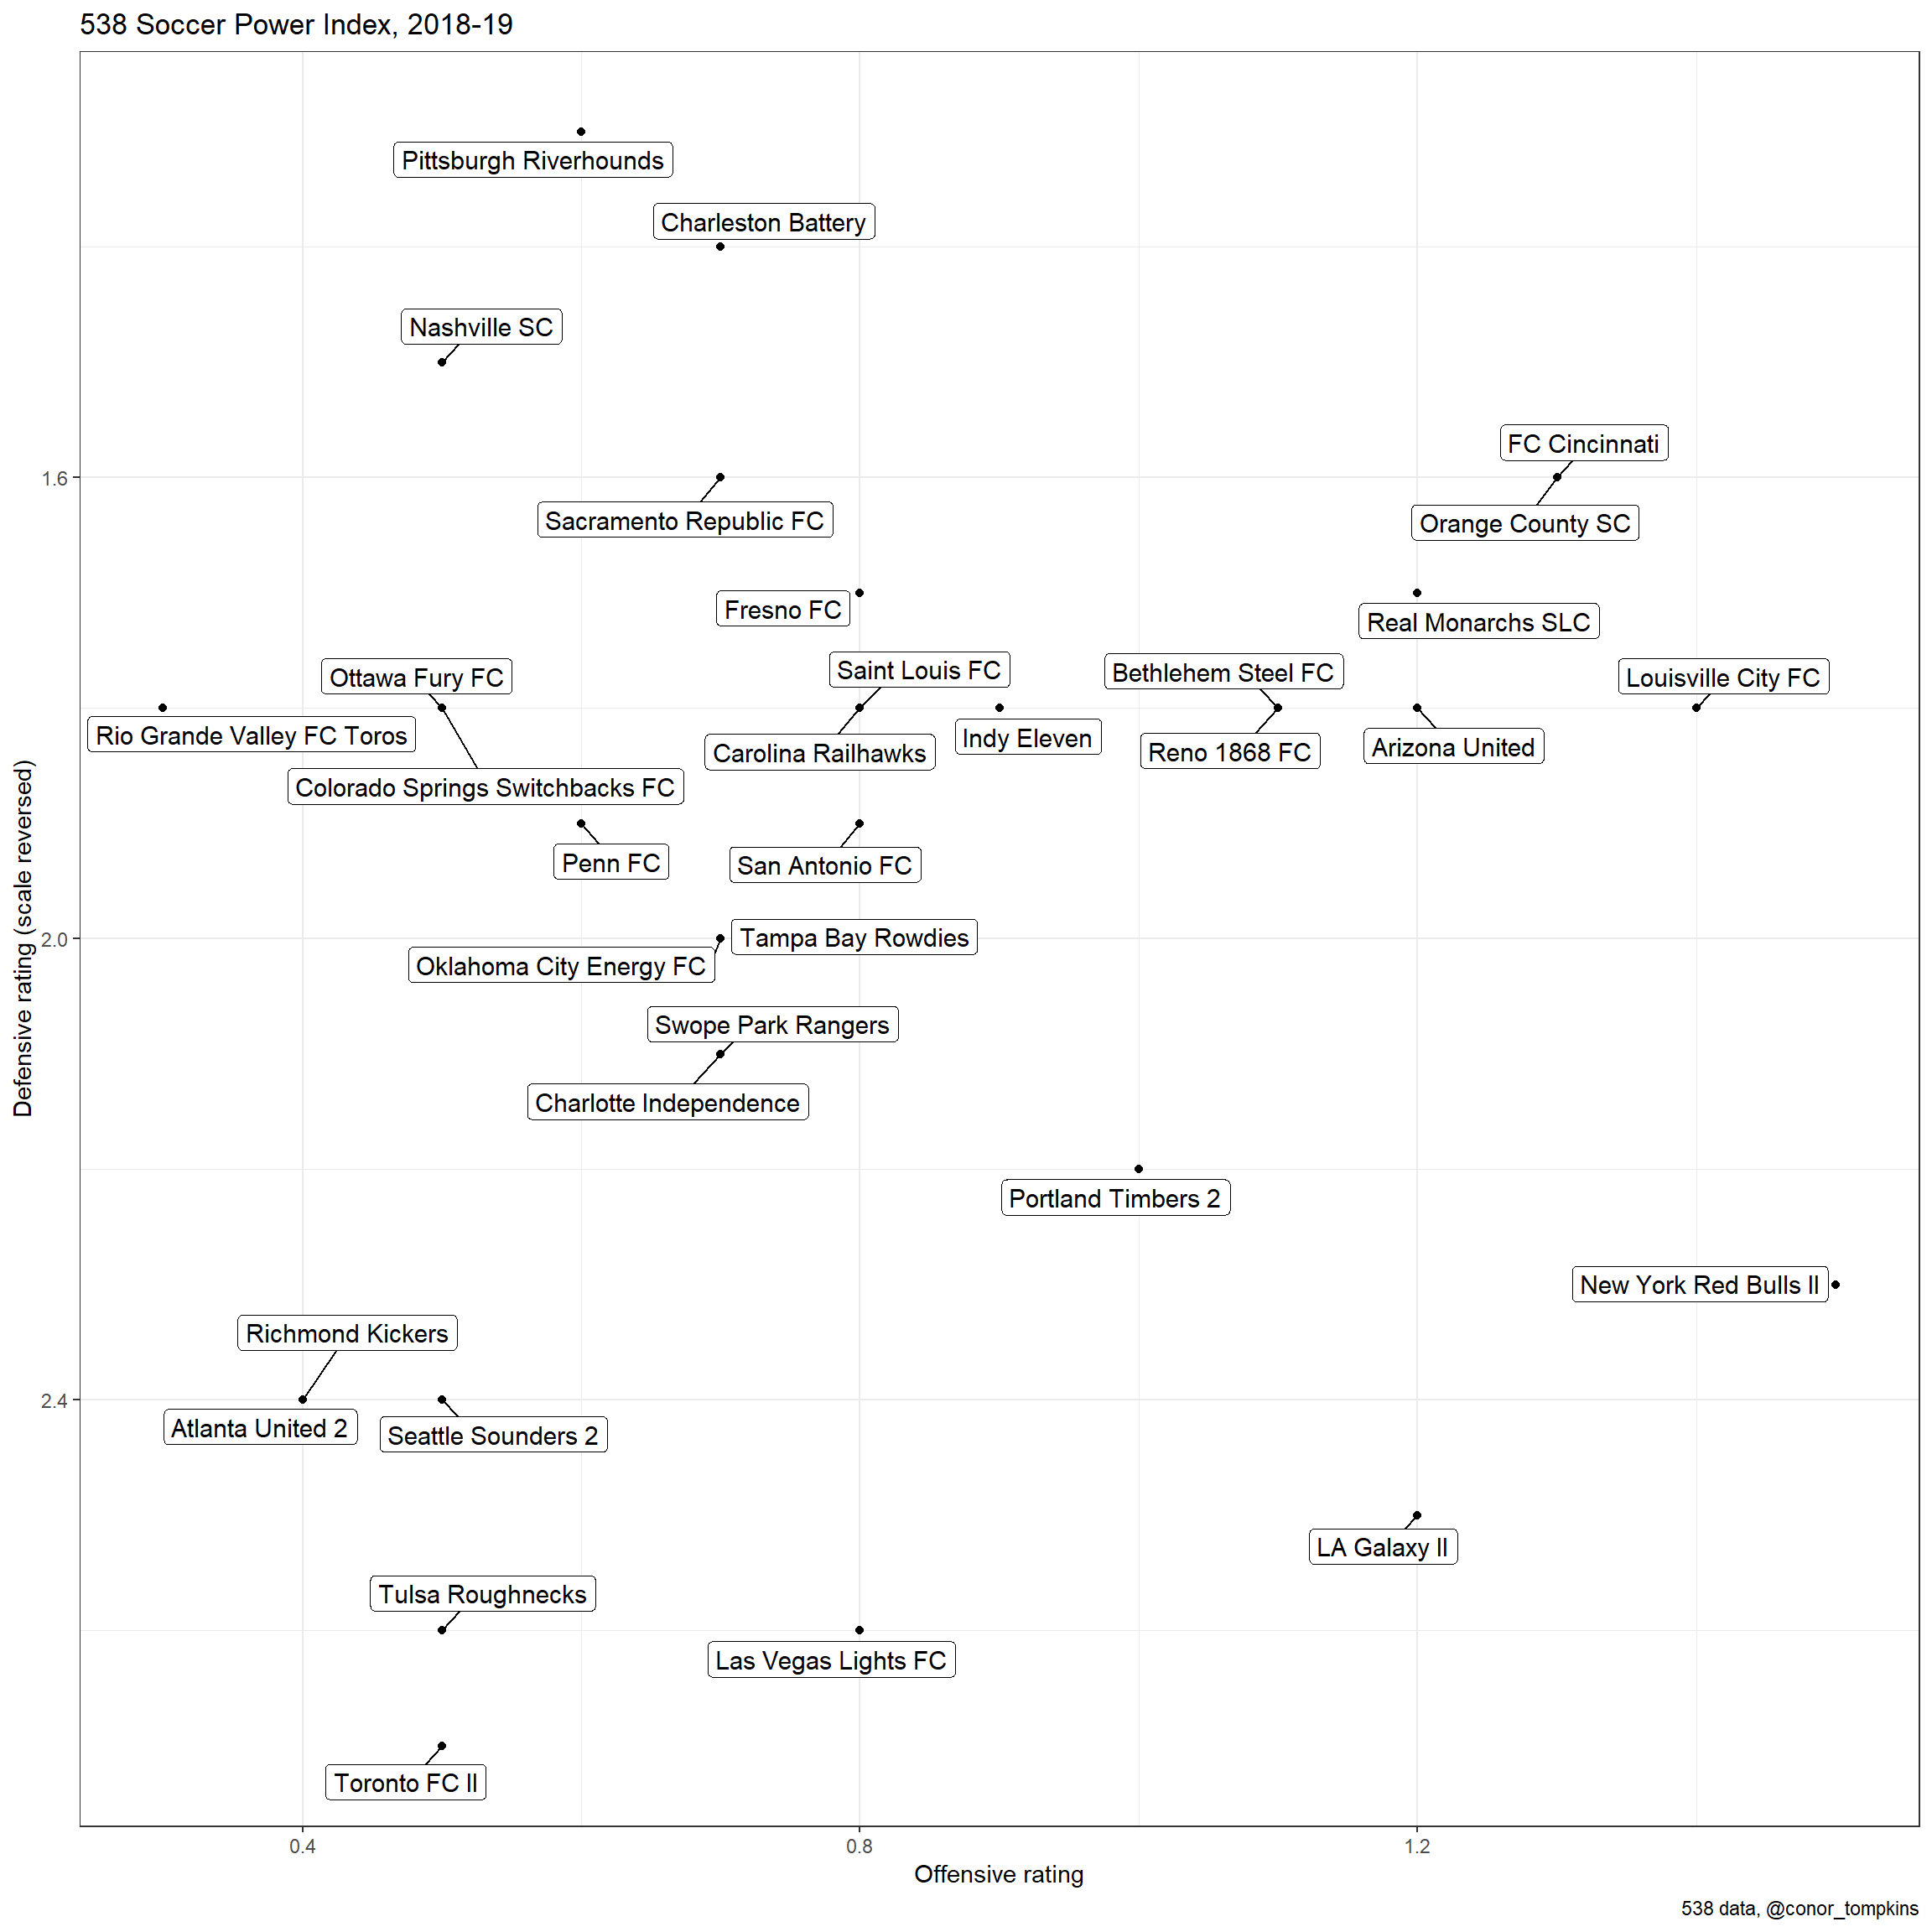 538 Soccer Power Index, 2018-19
Pittsburgh Riverhounds
Charleston Battery
Nashville SC
FC Cincinnati
1.6
Sacramento Republic FC
Orange County SC
Fresno FC
Real Monarchs SLC
Saint Louis FC
Bethlehem Steel FC
Ottawa Fury FC
Louisville City FC
Rio Grande Valley FC Toros
Indy Eleven
Arizona United
Carolina Railhawks
Reno 1868 FC
Colorado Springs Switchbacks FC
Penn FC
San Antonio FC
Defensive rating (scale reversed)
2.0
Tampa Bay Rowdies
Oklahoma City Energy FC
Swope Park Rangers
Charlotte Independence
Portland Timbers 2
New York Red Bulls II
Richmond Kickers
2.4
Atlanta United 2
Seattle Sounders 2
LA Galaxy II
Tulsa Roughnecks
Las Vegas Lights FC
Toronto FC II
0.4
0.8
1.2
Offensive rating
538 data, @conor_tompkins